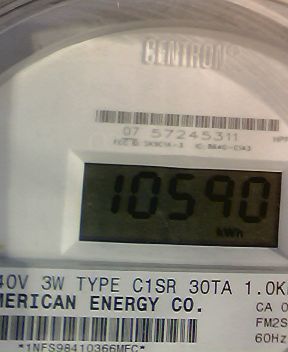 CENTRON®
07 57245311
10590
kWh
40V 3W TYPE C1SR 30TA 1.0K
MERICAN ENERGY CO.
CA 0
FM2S
60Hz
*1NFS98410366MFC*